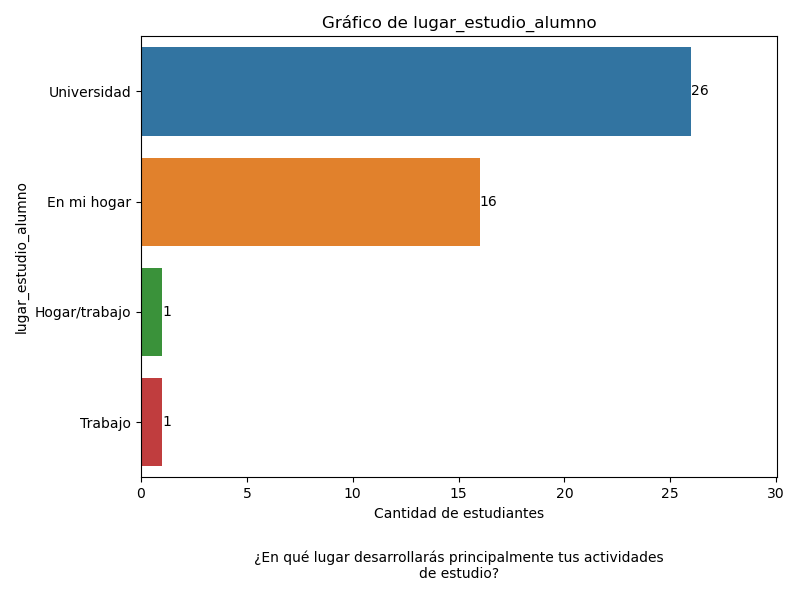 Gráfico de lugar_estudio_alumno
lugar_estudio_alumno
Universidad
26
En mi hogar
16
Hogar/trabajo
1
Trabajo
1
0 5 10 15 20 25 30
Cantidad de estudiantes
¿En qué lugar desarrollarás principalmente tus actividades
de estudio?